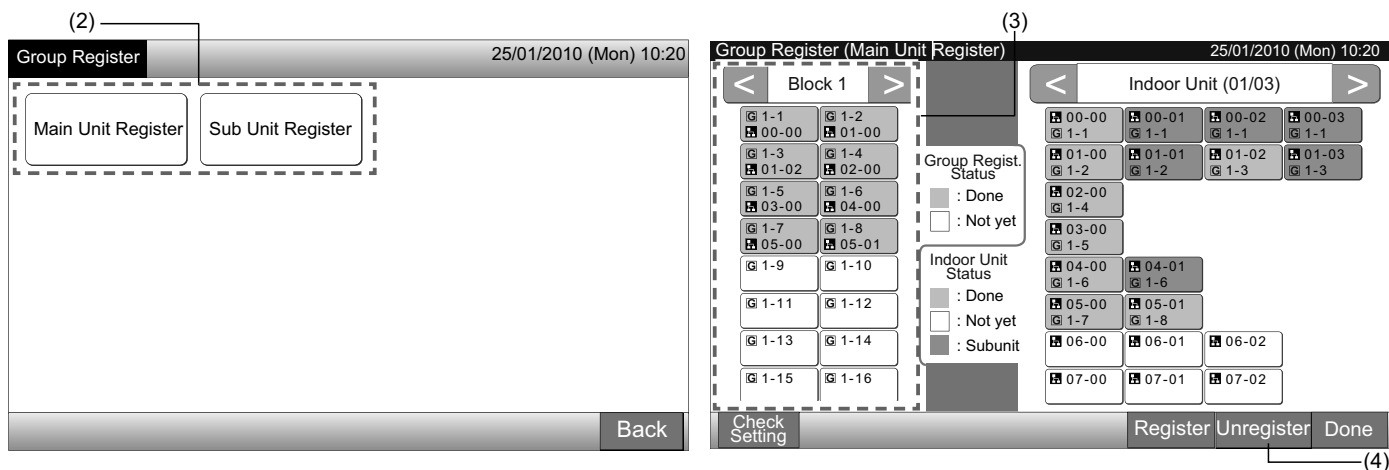 (2)
Group Register
25/01/2010 (Mon) 10:20
Main Unit Register
Sub Unit Register
Back
(3)
Group Register (Main Unit Register)
25/01/2010 (Mon) 10:20
< Block 1 >
G 1-1 G 1-2
00-00 01-00
G 1-3 G 1-4
01-02 02-00
G 1-5 G 1-6
03-00 04-00
G 1-7 G 1-8
05-00 05-01
G 1-9 G 1-10
G 1-11 G 1-12
G 1-13 G 1-14
G 1-15 G 1-16
Group Regist.
Status
: Done
: Not yet
Indoor Unit
Status
: Done
: Not yet
: Subunit
< Indoor Unit (01/03) >
00-00 00-01 00-02 00-03
G 1-1 G 1-1 G 1-1 G 1-1
01-00 01-01 01-02 01-03
G 1-2 G 1-2 G 1-3 G 1-3
02-00
G 1-4
03-00
G 1-5
04-00 04-01
G 1-6 G 1-6
05-00 05-01
G 1-7 G 1-8
06-00 06-01 06-02
07-00 07-01 07-02
Check
Setting
Register
Unregister
Done
(4)